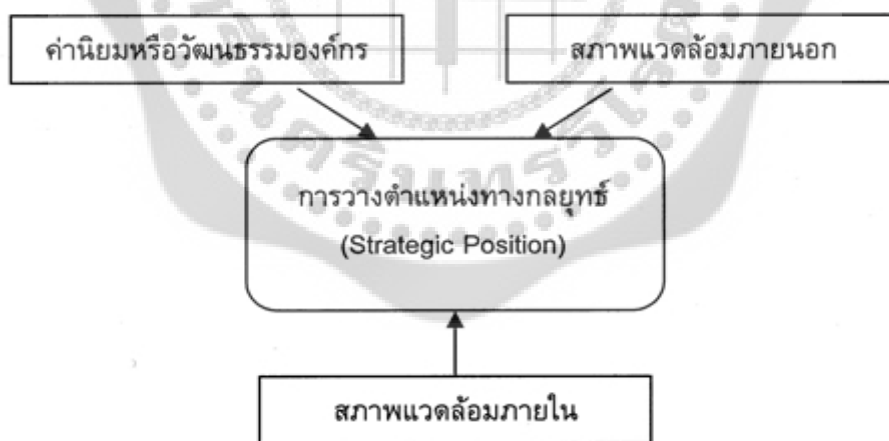 ค่านิยมหรือวัฒนธรรมองค์กร
สภาพแวดล้อมภายนอก
การวางตำแหน่งทางกลยุทธ์
(Strategic Position)
สภาพแวดล้อมภายใน